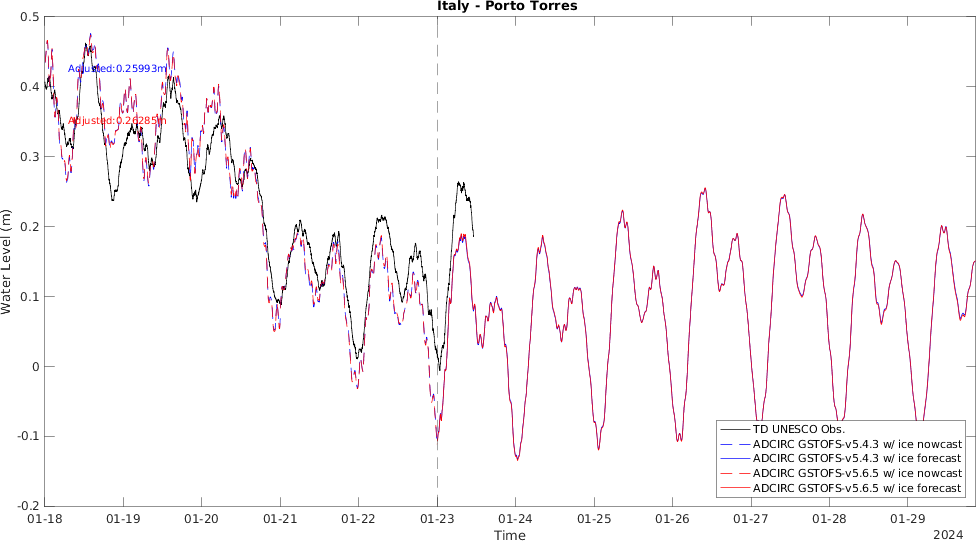 Italy - Porto Torres
Water Level (m)
0.5
0.4
0.3
0.2
0.1
0
-0.1
-0.2
Adjusted:0.25993m
Adjusted:0.26285m
TD UNESCO Obs.
ADCIRC GSTOFS-v5.4.3 w/ ice nowcast
ADCIRC GSTOFS-v5.4.3 w/ ice forecast
ADCIRC GSTOFS-v5.6.5 w/ ice nowcast
ADCIRC GSTOFS-v5.6.5 w/ ice forecast
01-18 01-19 01-20 01-21 01-22 01-23 01-24 01-25 01-26 01-27 01-28 01-29
Time
2024